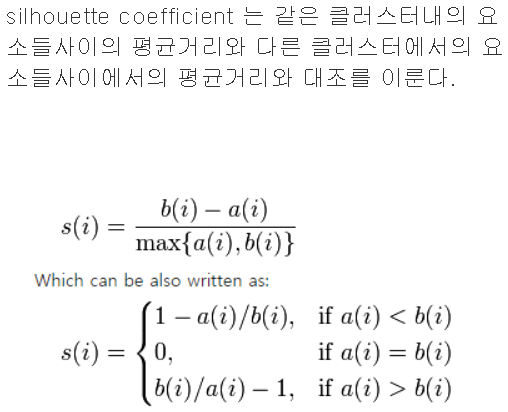 silhouette coefficient 는 같은 클러스터내의 요
소들사이의 평균거리와 다른 클러스터에서의 요
소들사이에서의 평균거리와 대조를 이룬다.
s(i) = \frac{b(i) - a(i)}{\max\{a(i), b(i)\}}
Which can be also written as:
s(i) = \begin{cases} 1 - a(i)/b(i), & \text{if } a(i) < b(i) \\ 0, & \text{if } a(i) = b(i) \\ b(i)/a(i) - 1, & \text{if } a(i) > b(i) \end{cases}